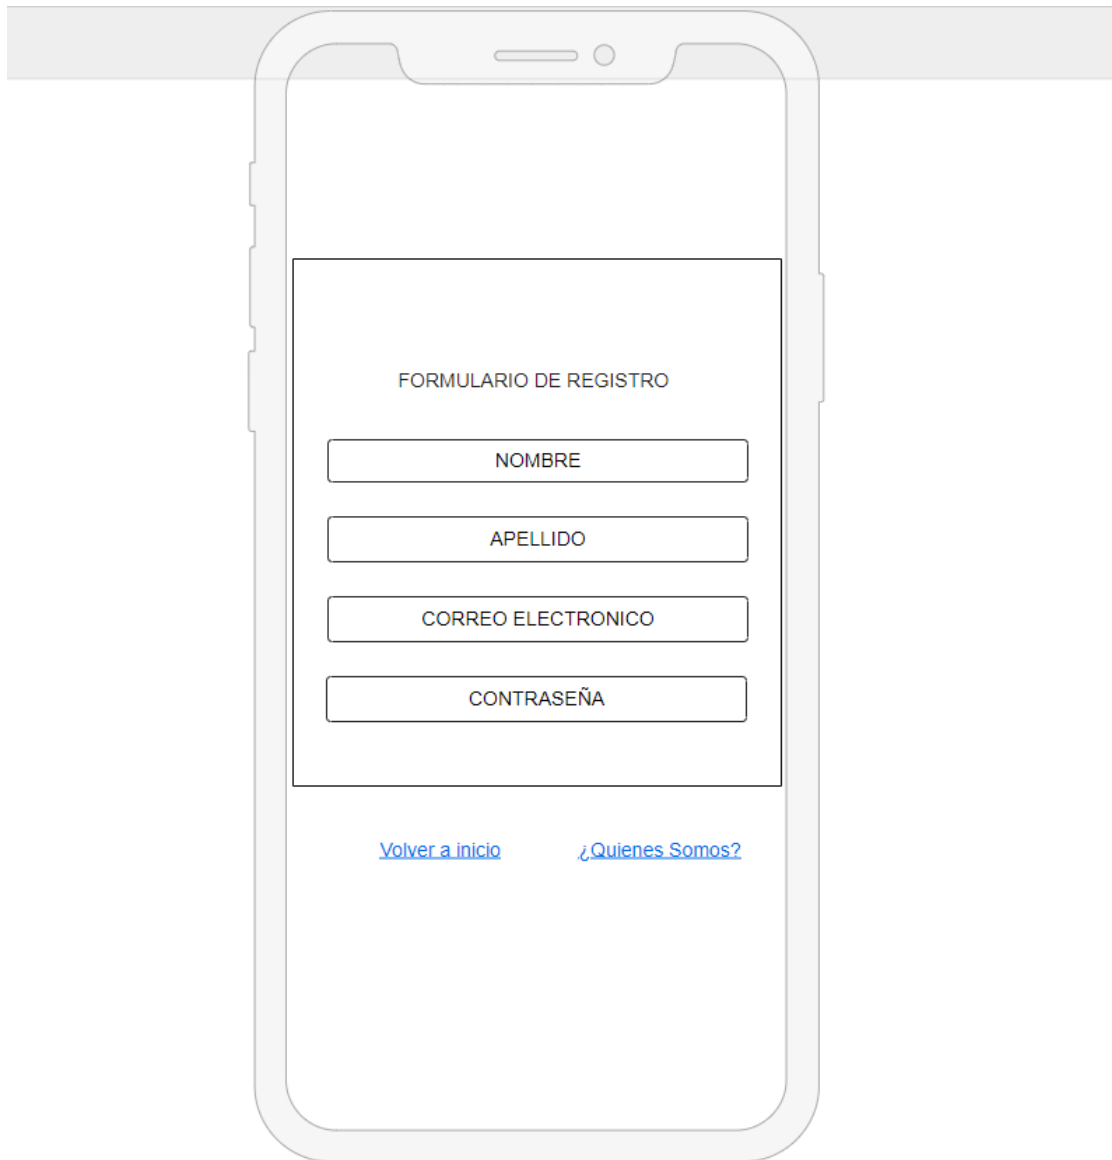 FORMULARIO DE REGISTRO
NOMBRE
APELLIDO
CORREO ELECTRONICO
CONTRASEÑA
Volver a inicio ¿Quienes Somos?